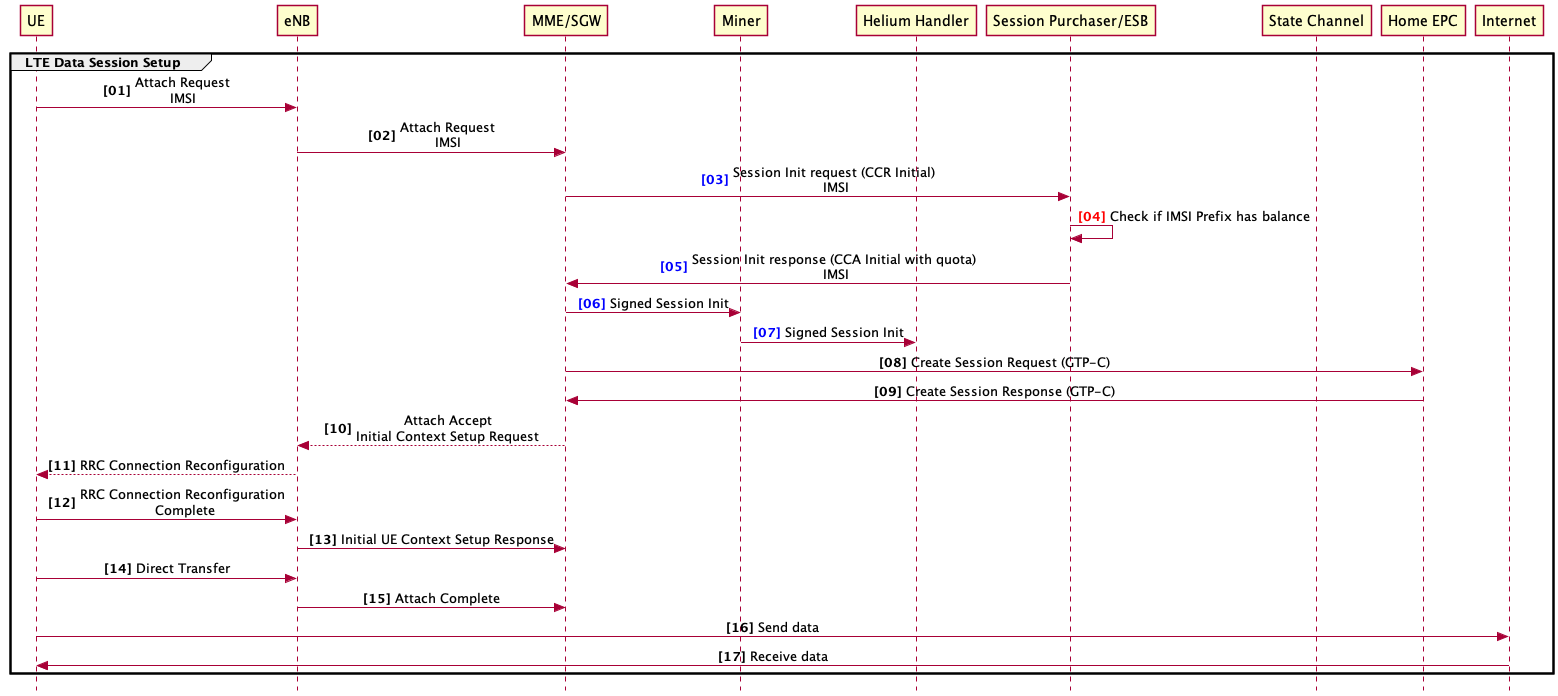 UE
eNB
MME/SGW
Miner
Helium Handler
Session Purchaser/ESB
State Channel
Home EPC
Internet
LTE Data Session Setup
[01] Attach Request
IMSI
[02] Attach Request
IMSI
[03] Session Init request (CCR Initial)
IMSI
[04] Check if IMSI Prefix has balance
[05] Session Init response (CCA Initial with quota)
IMSI
[06] Signed Session Init
[07] Signed Session Init
[08] Create Session Request (GTP-C)
[09] Create Session Response (GTP-C)
[10] Attach Accept
Initial Context Setup Request
[11] RRC Connection Reconfiguration
[12] RRC Connection Reconfiguration
Complete
[13] Initial UE Context Setup Response
[14] Direct Transfer
[15] Attach Complete
[16] Send data
[17] Receive data